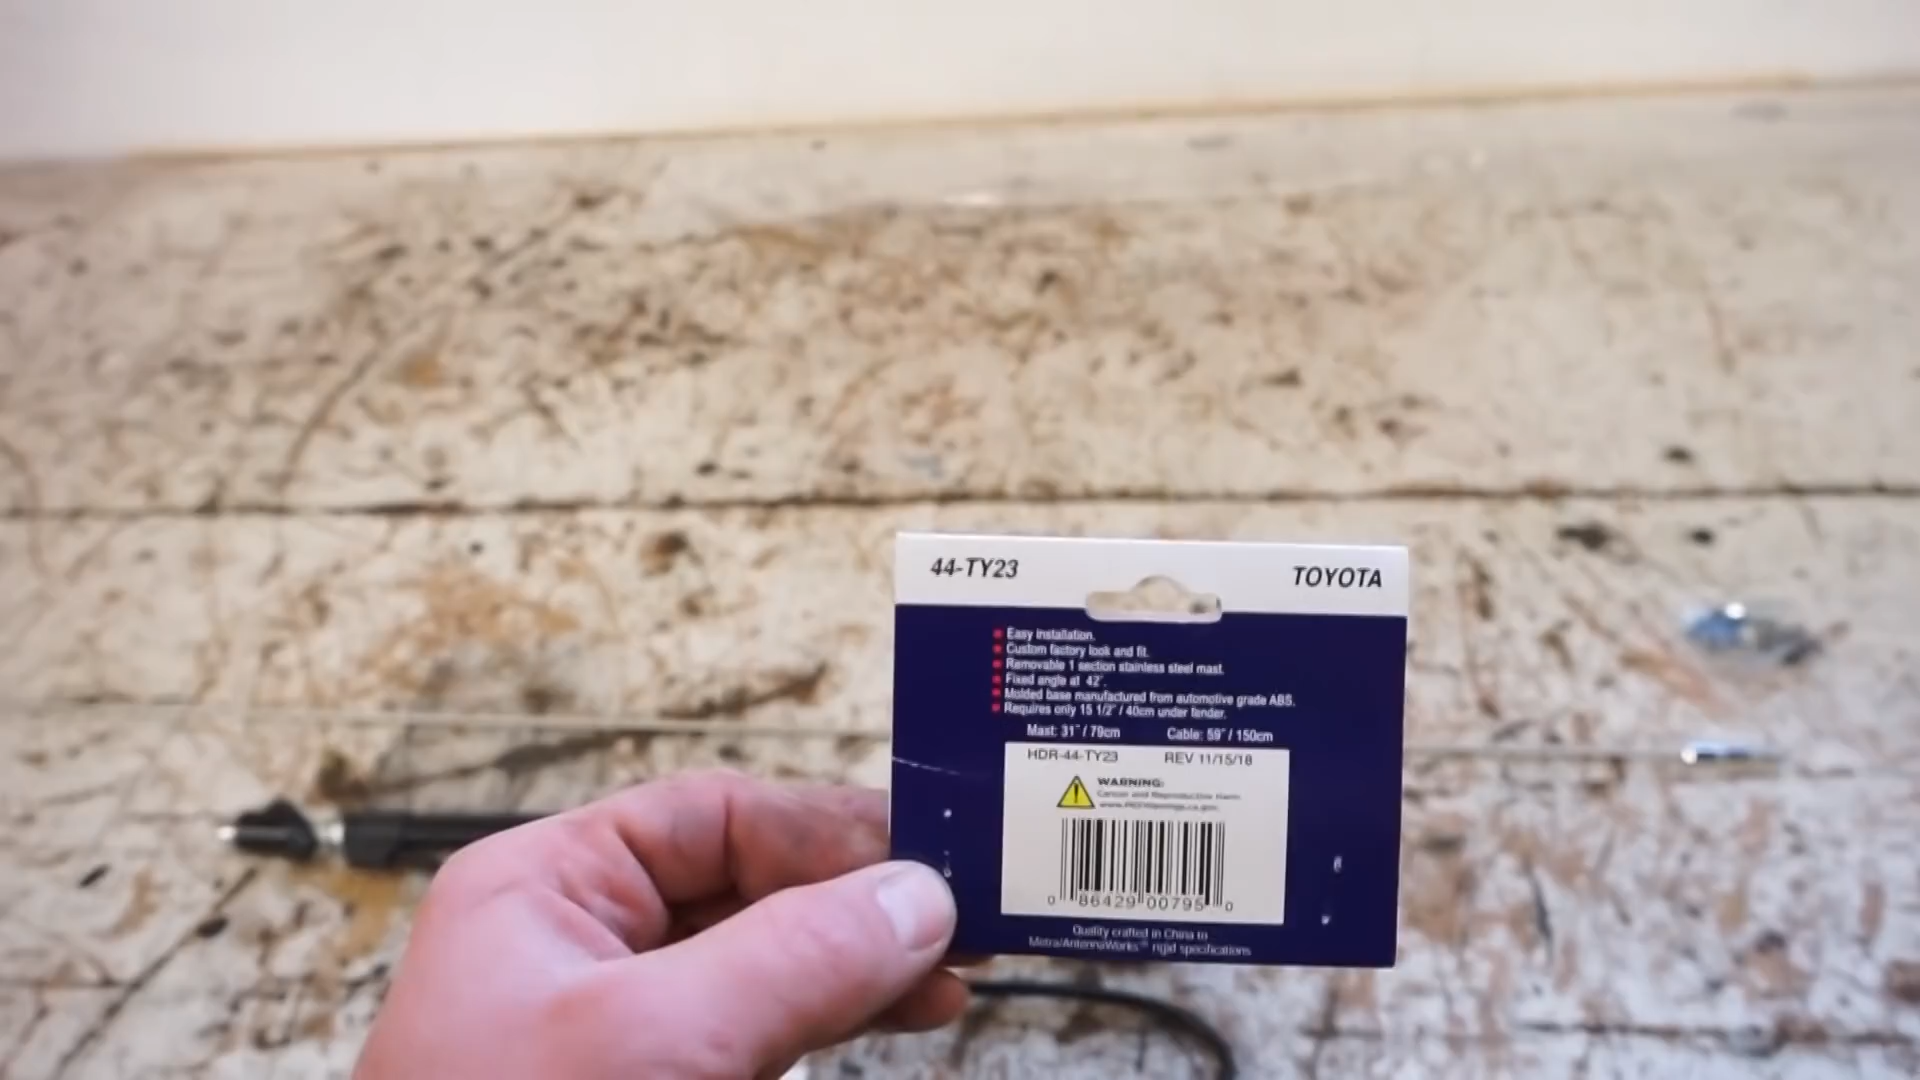 44-TY23 TOYOTA
Easy installation.
Custom factory look and fit.
Removable 1 section stainless steel mast.
Fixed angle at 42°.
Molded base manufactured from automotive grade ABS.
Requires only 15 1/2" / 40cm under fender.
Mast: 31" / 79cm Cable: 59" / 150cm
HDR-44-TY23 REV 11/15/18
WARNING:
Cancer and Reproductive Harm
0 86429 00795 0
Quality crafted in China to
Metra/AntennaWorks rigid specifications